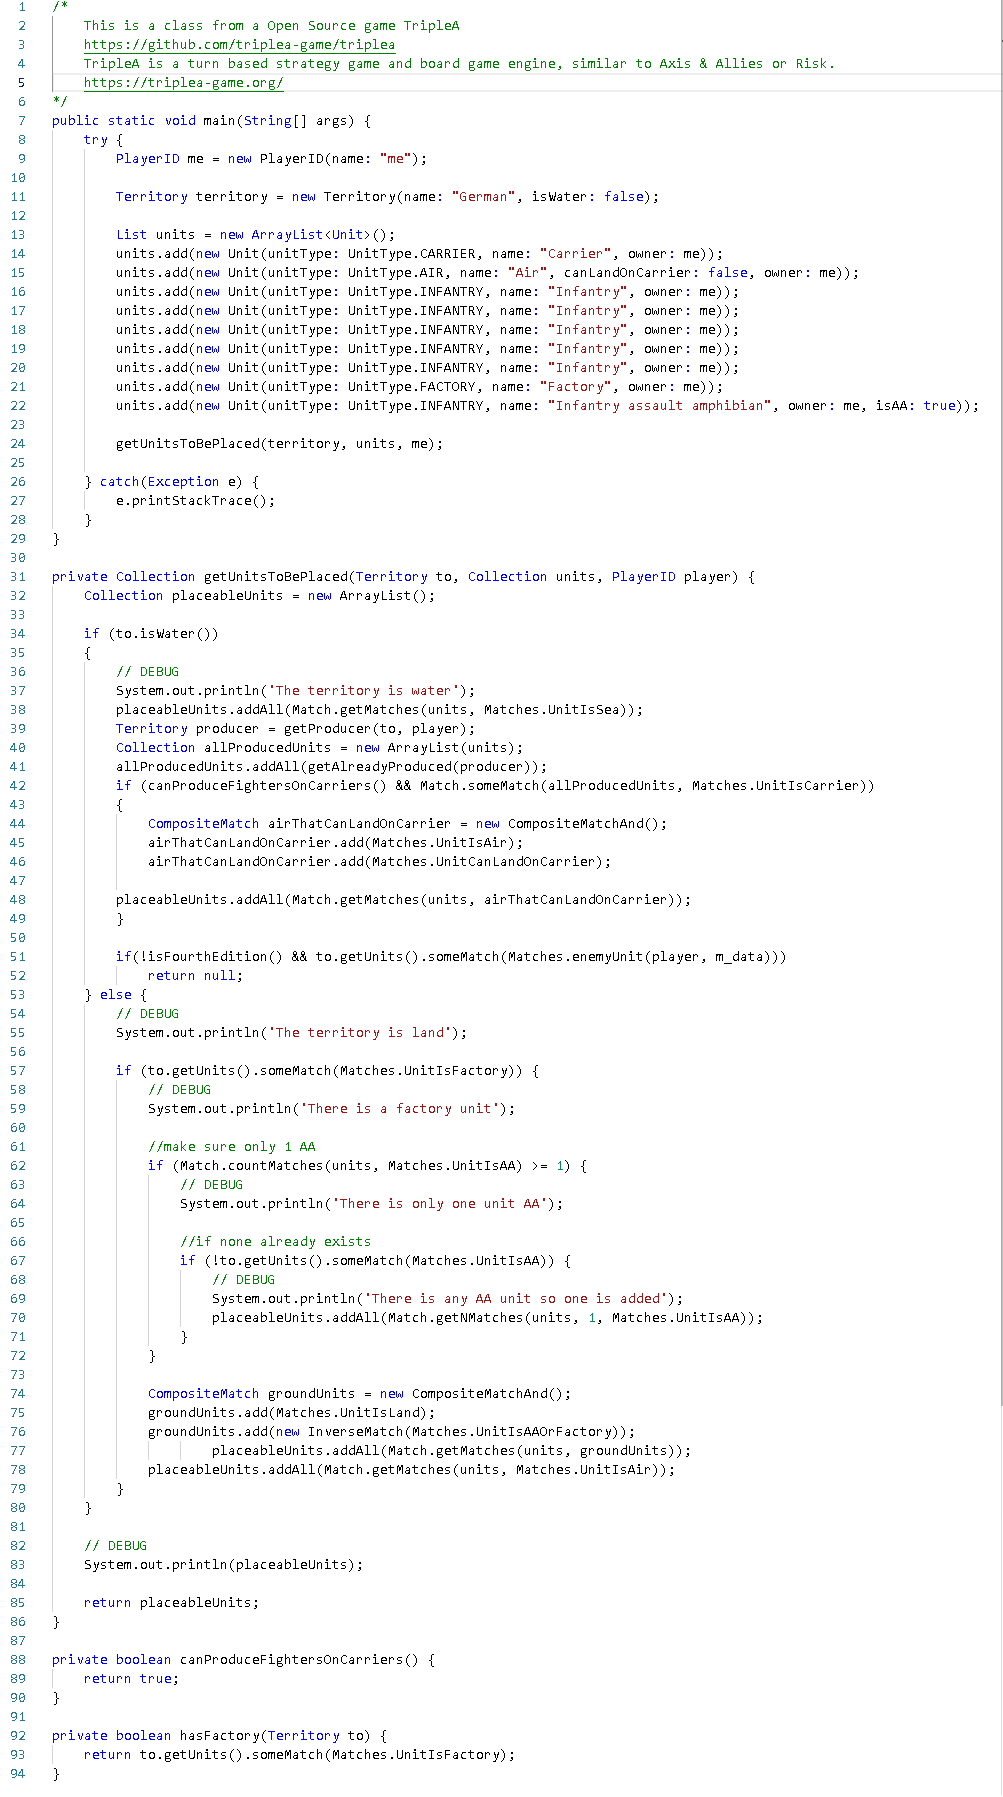 1 /*
2 This is a class from a Open Source game TripleA
3 https://github.com/triplea-game/triplea
4 TripleA is a turn based strategy game and board game engine, similar to Axis & Allies or Risk.
5 https://triplea-game.org/
6 */
7 public static void main(String[] args) {
8 try {
9 PlayerID me = new PlayerID(name: "me");
10
11 Territory territory = new Territory(name: "German", isWater: false);
12
13 List units = new ArrayList<Unit>();
14 units.add(new Unit(unitType: UnitType.CARRIER, name: "Carrier", owner: me));
15 units.add(new Unit(unitType: UnitType.AIR, name: "Air", canLandOnCarrier: false, owner: me));
16 units.add(new Unit(unitType: UnitType.INFANTRY, name: "Infantry", owner: me));
17 units.add(new Unit(unitType: UnitType.INFANTRY, name: "Infantry", owner: me));
18 units.add(new Unit(unitType: UnitType.INFANTRY, name: "Infantry", owner: me));
19 units.add(new Unit(unitType: UnitType.INFANTRY, name: "Infantry", owner: me));
20 units.add(new Unit(unitType: UnitType.INFANTRY, name: "Infantry", owner: me));
21 units.add(new Unit(unitType: UnitType.FACTORY, name: "Factory", owner: me));
22 units.add(new Unit(unitType: UnitType.INFANTRY, name: "Infantry assault amphibian", owner: me, isAA: true));
23
24 getUnitsToBePlaced(territory, units, me);
25
26 } catch(Exception e) {
27 e.printStackTrace();
28 }
29 }
30
31 private Collection getUnitsToBePlaced(Territory to, Collection units, PlayerID player) {
32 Collection placeableUnits = new ArrayList();
33
34 if (to.isWater())
35 {
36 // DEBUG
37 System.out.println('The territory is water');
38 placeableUnits.addAll(Match.getMatches(units, Matches.UnitIsSea));
39 Territory producer = getProducer(to, player);
40 Collection allProducedUnits = new ArrayList(units);
41 allProducedUnits.addAll(getAlreadyProduced(producer));
42 if (canProduceFightersOnCarriers() && Match.someMatch(allProducedUnits, Matches.UnitIsCarrier))
43 {
44 CompositeMatch airThatCanLandOnCarrier = new CompositeMatchAnd();
45 airThatCanLandOnCarrier.add(Matches.UnitIsAir);
46 airThatCanLandOnCarrier.add(Matches.UnitCanLandOnCarrier);
47
48 placeableUnits.addAll(Match.getMatches(units, airThatCanLandOnCarrier));
49 }
50
51 if(!isFourthEdition() && to.getUnits().someMatch(Matches.enemyUnit(player, m_data)))
52 return null;
53 } else {
54 // DEBUG
55 System.out.println('The territory is land');
56
57 if (to.getUnits().someMatch(Matches.UnitIsFactory)) {
58 // DEBUG
59 System.out.println('There is a factory unit');
60
61 //make sure only 1 AA
62 if (Match.countMatches(units, Matches.UnitIsAA) >= 1) {
63 // DEBUG
64 System.out.println('There is only one unit AA');
65
66 //if none already exists
67 if (!to.getUnits().someMatch(Matches.UnitIsAA)) {
68 // DEBUG
69 System.out.println('There is any AA unit so one is added');
70 placeableUnits.addAll(Match.getNMatches(units, 1, Matches.UnitIsAA));
71 }
72 }
73
74 CompositeMatch groundUnits = new CompositeMatchAnd();
75 groundUnits.add(Matches.UnitIsLand);
76 groundUnits.add(new InverseMatch(Matches.UnitIsAAOrFactory));
77 placeableUnits.addAll(Match.getMatches(units, groundUnits));
78 placeableUnits.addAll(Match.getMatches(units, Matches.UnitIsAir));
79 }
80 }
81
82 // DEBUG
83 System.out.println(placeableUnits);
84
85 return placeableUnits;
86 }
87
88 private boolean canProduceFightersOnCarriers() {
89 return true;
90 }
91
92 private boolean hasFactory(Territory to) {
93 return to.getUnits().someMatch(Matches.UnitIsFactory);
94 }